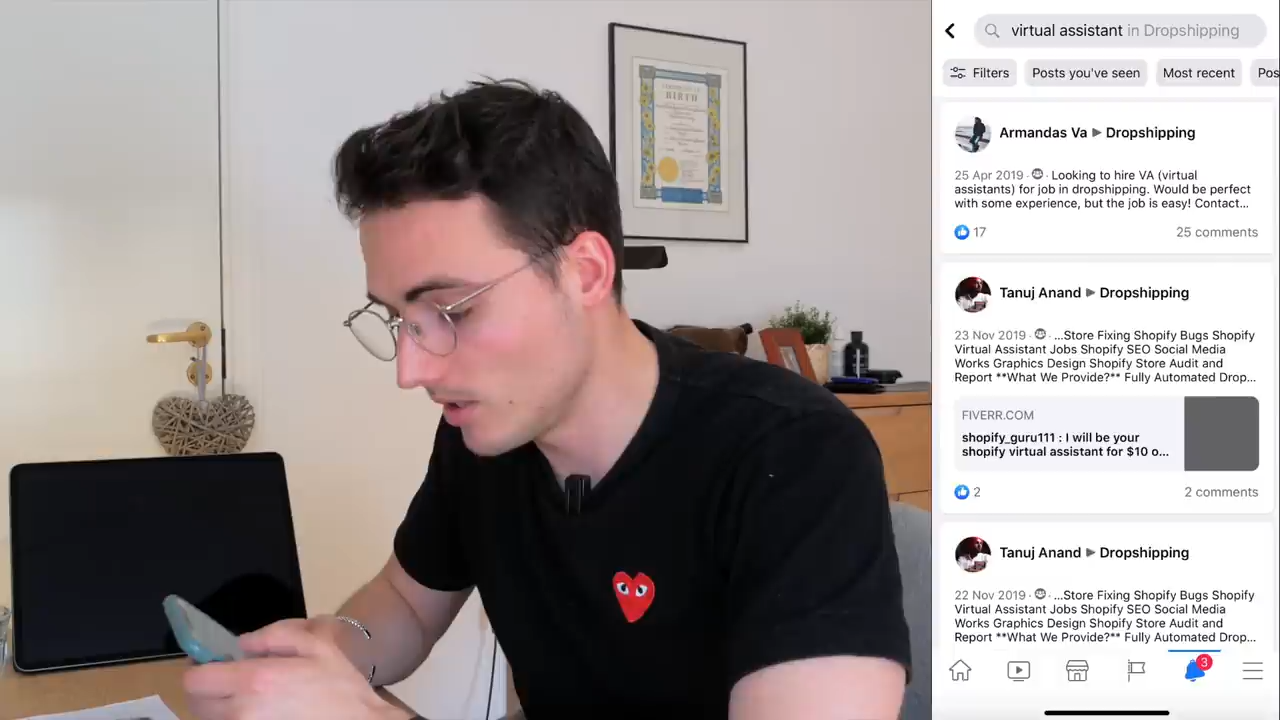 BIRTH
virtual assistant in Dropshipping
Filters
Posts you've seen
Most recent
Pos
Armandas Va ▶ Dropshipping
25 Apr 2019 · Looking to hire VA (virtual
assistants) for job in dropshipping. Would be perfect
with some experience, but the job is easy! Contact...
17
25 comments
Tanuj Anand ▶ Dropshipping
23 Nov 2019 · ...Store Fixing Shopify Bugs Shopify
Virtual Assistant Jobs Shopify SEO Social Media
Works Graphics Design Shopify Store Audit and
Report **What We Provide?** Fully Automated Drop...
FIVERR.COM
shopify_guru111 : I will be your
shopify virtual assistant for $10 o...
2
2 comments
Tanuj Anand ▶ Dropshipping
22 Nov 2019 · ...Store Fixing Shopify Bugs Shopify
Virtual Assistant Jobs Shopify SEO Social Media
Works Graphics Design Shopify Store Audit and
Report **What We Provide?** Fully Automated Drop...
3